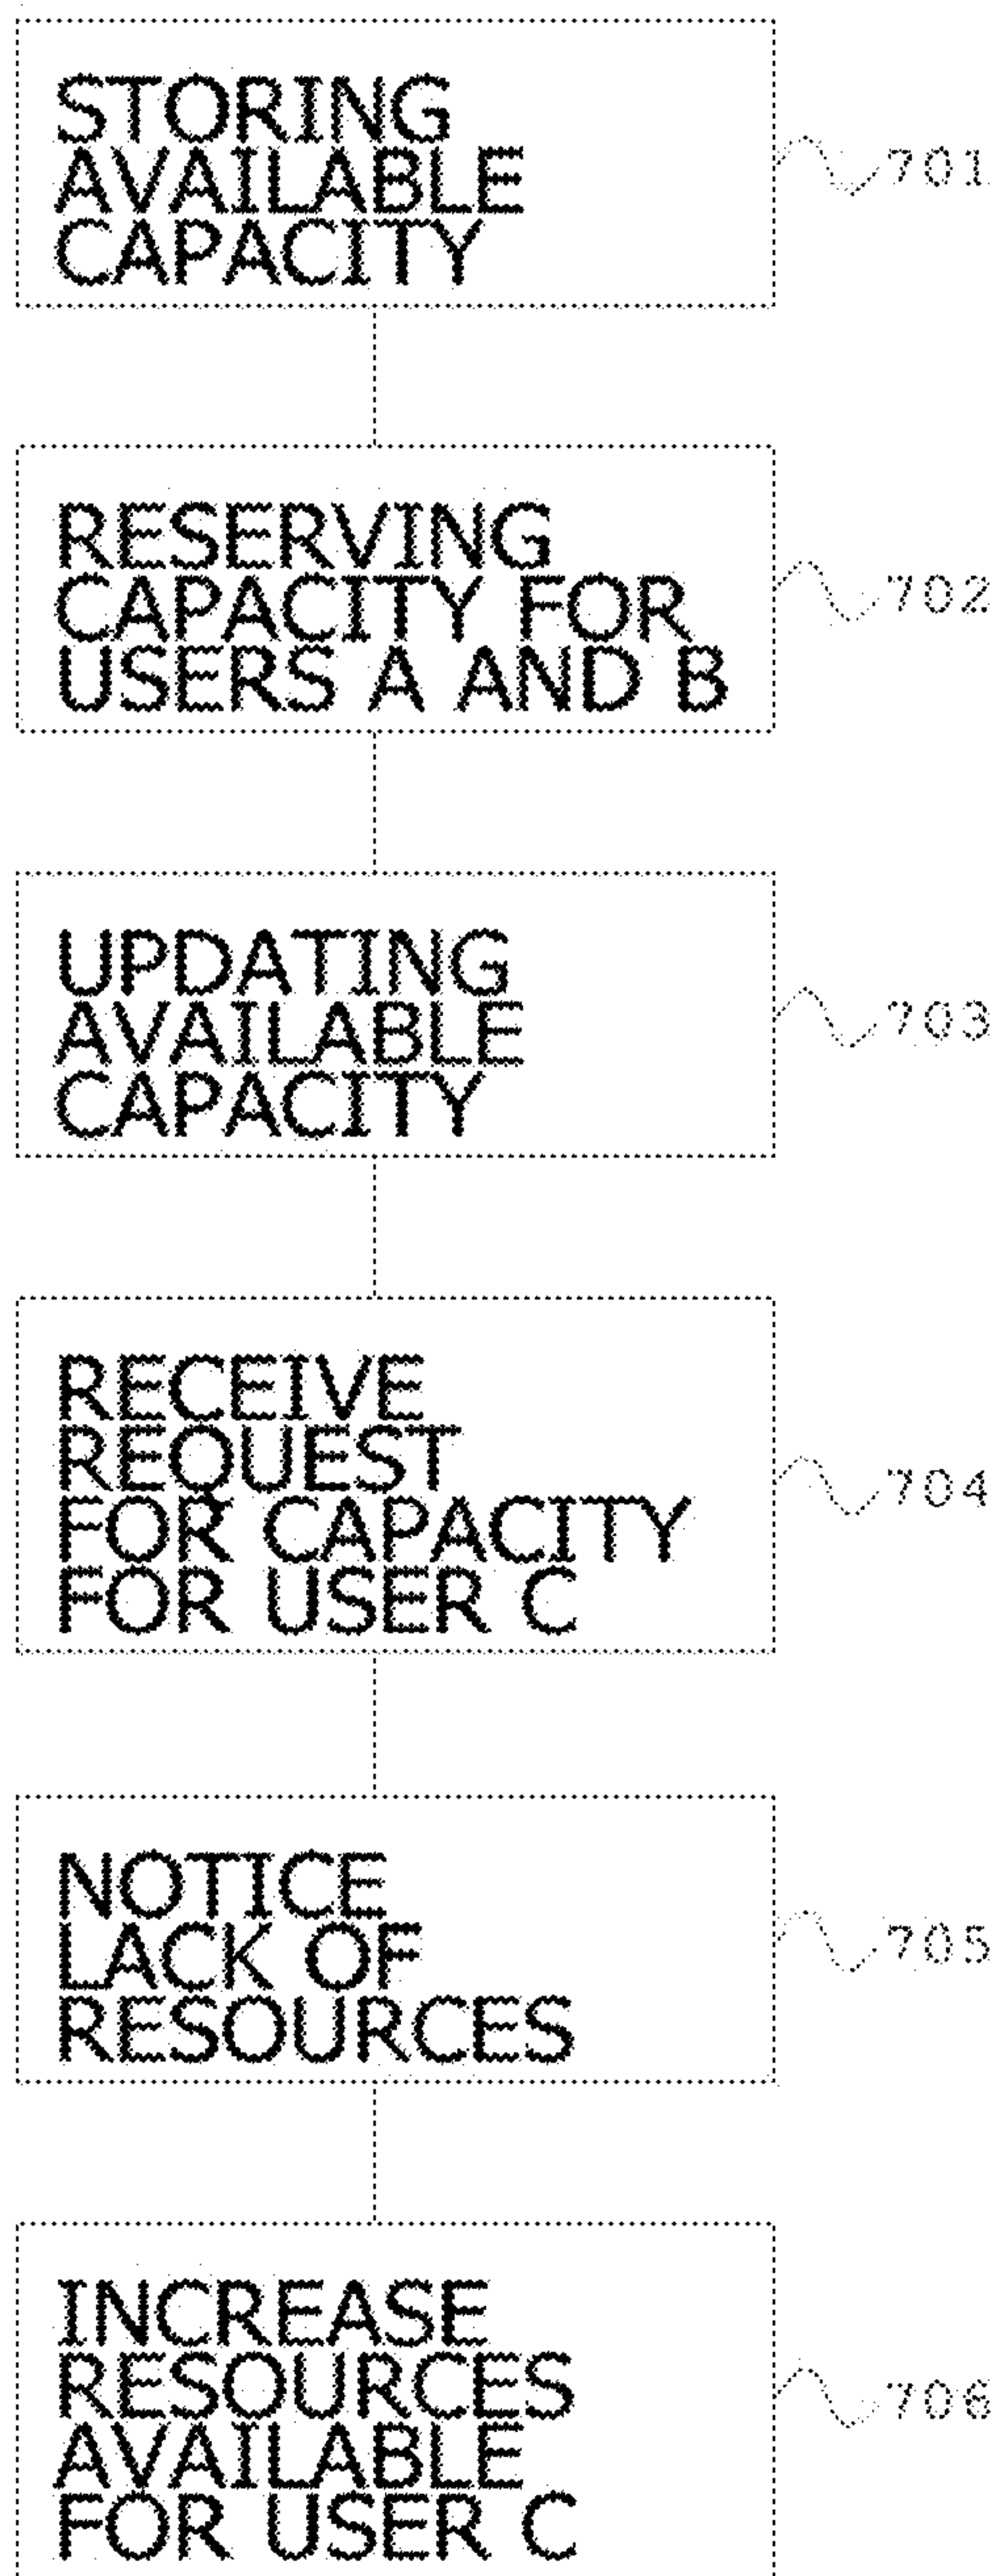 STORING
AVAILABLE
CAPACITY
701
RESERVING
CAPACITY FOR
USERS A AND B
702
UPDATING
AVAILABLE
CAPACITY
703
RECEIVE
REQUEST
FOR CAPACITY
FOR USER C
704
NOTICE
LACK OF
RESOURCES
705
INCREASE
RESOURCES
AVAILABLE
FOR USER C
706